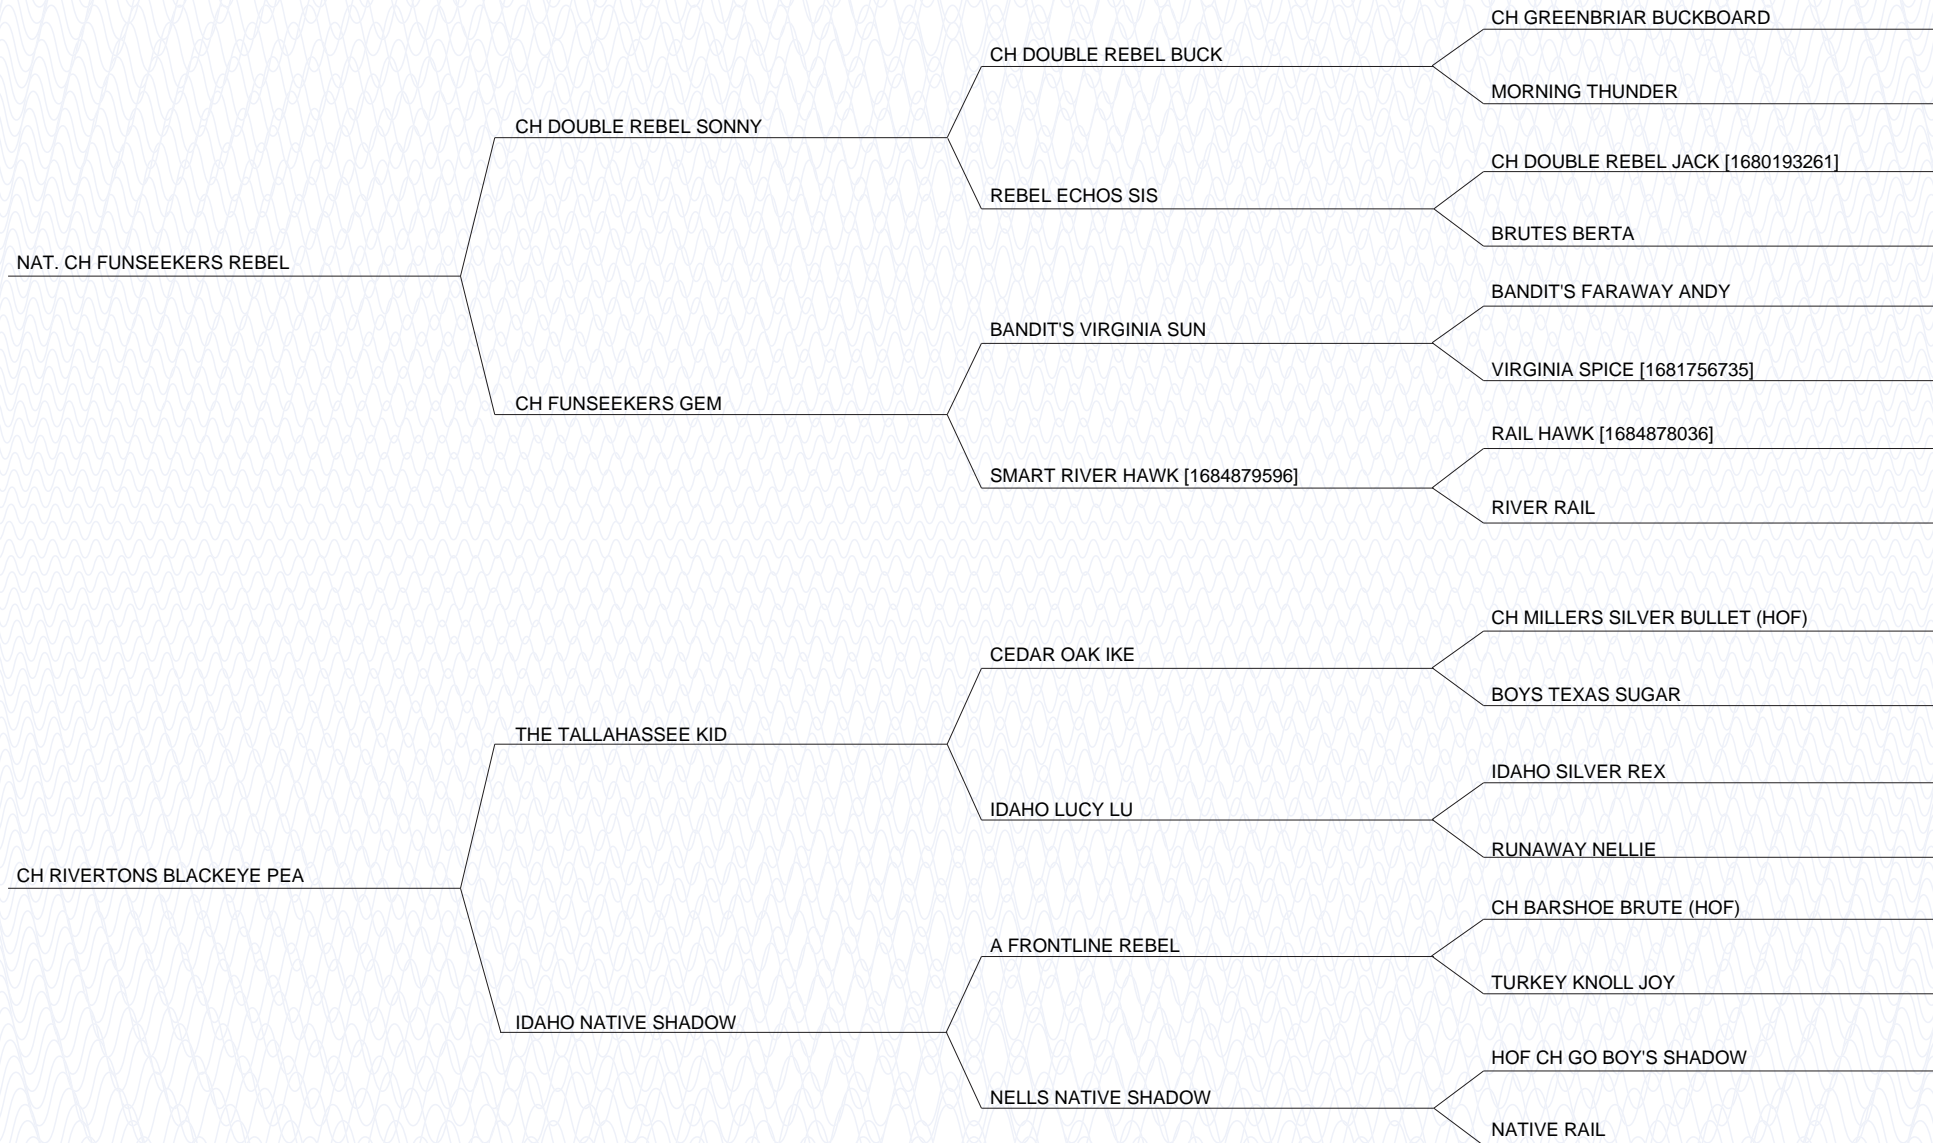 CH GREENBRIAR BUCKBOARD
CH DOUBLE REBEL BUCK
MORNING THUNDER
CH DOUBLE REBEL SONNY
CH DOUBLE REBEL JACK [1680193261]
REBEL ECHOS SIS
BRUTES BERTA
NAT. CH FUNSEEKERS REBEL
BANDIT'S FARAWAY ANDY
BANDIT'S VIRGINIA SUN
VIRGINIA SPICE [1681756735]
CH FUNSEEKERS GEM
RAIL HAWK [1684878036]
SMART RIVER HAWK [1684879596]
RIVER RAIL
CH MILLERS SILVER BULLET (HOF)
CEDAR OAK IKE
BOYS TEXAS SUGAR
THE TALLAHASSEE KID
IDAHO SILVER REX
IDAHO LUCY LU
RUNAWAY NELLIE
CH RIVERTONS BLACKEYE PEA
CH BARSHOE BRUTE (HOF)
A FRONTLINE REBEL
TURKEY KNOLL JOY
IDAHO NATIVE SHADOW
HOF CH GO BOY'S SHADOW
NELLS NATIVE SHADOW
NATIVE RAIL